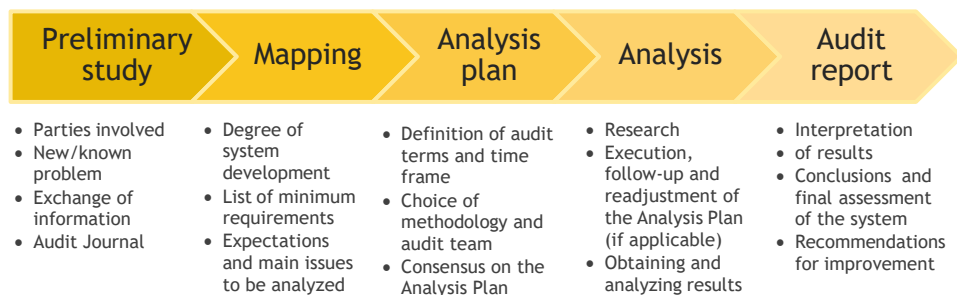 Preliminary
study
Mapping
Analysis
plan
Analysis
Audit
report
• Parties involved
• New/known
problem
• Exchange of
information
• Audit Journal
• Degree of
system
development
• List of minimum
requirements
• Expectations
and main issues
to be analyzed
• Definition of audit
terms and time
frame
• Choice of
methodology and
audit team
• Consensus on the
Analysis Plan
• Research
• Execution,
follow-up and
readjustment of
the Analysis Plan
(if applicable)
• Obtaining and
analyzing results
• Interpretation
• of results
• Conclusions and
final assessment
of the system
• Recommendations
for improvement